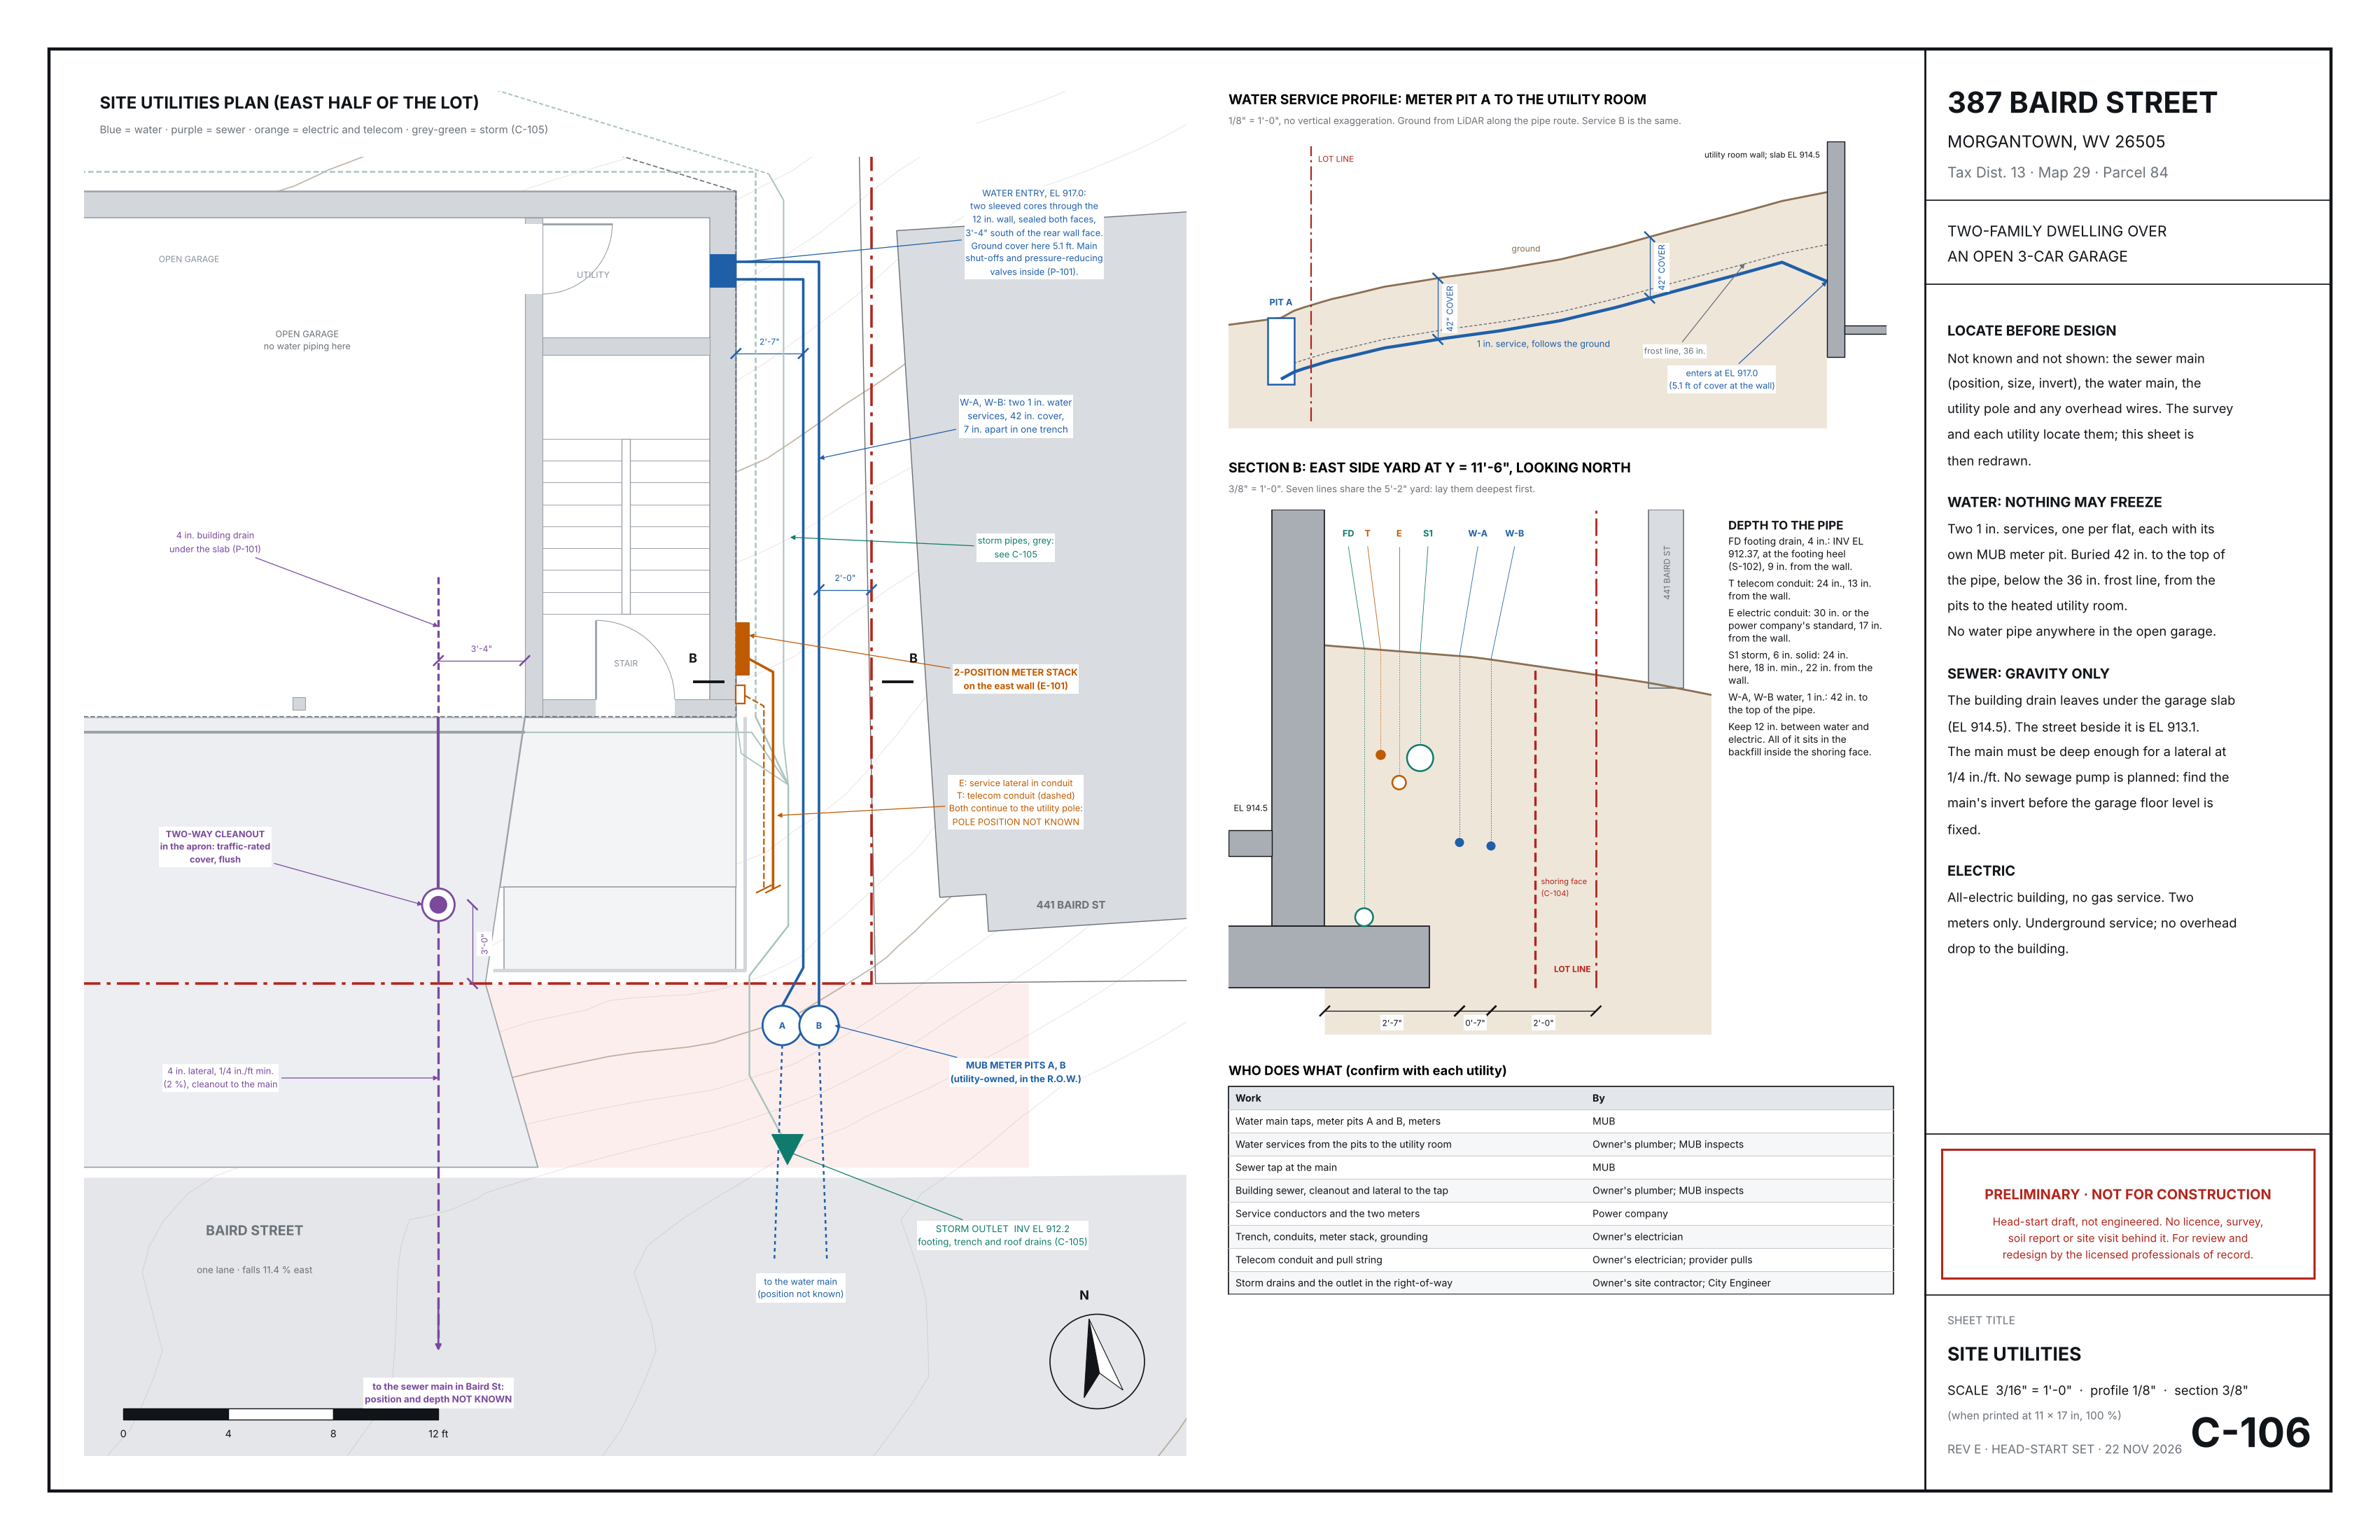 SITE UTILITIES PLAN (EAST HALF OF THE LOT)
Blue = water · purple = sewer · orange = electric and telecom · grey-green = storm (C-105)
OPEN GARAGE
UTILITY
OPEN GARAGE
no water piping here
WATER ENTRY, EL 917.0:
two sleeved cores through the
12 in. wall, sealed both faces,
3'-4" south of the rear wall face.
Ground cover here 5.1 ft. Main
shut-offs and pressure-reducing
valves inside (P-101).
2'-7"
W-A, W-B: two 1 in. water
services, 42 in. cover,
7 in. apart in one trench
4 in. building drain
under the slab (P-101)
storm pipes, grey:
see C-105
2'-0"
3'-4"
STAIR
B
B
2-POSITION METER STACK
on the east wall (E-101)
E: service lateral in conduit
T: telecom conduit (dashed)
Both continue to the utility pole:
POLE POSITION NOT KNOWN
TWO-WAY CLEANOUT
in the apron: traffic-rated
cover, flush
3'-0"
441 BAIRD ST
A
B
MUB METER PITS A, B
(utility-owned, in the R.O.W.)
4 in. lateral, 1/4 in./ft min.
(2 %), cleanout to the main
BAIRD STREET
one lane · falls 11.4 % east
STORM OUTLET INV EL 912.2
footing, trench and roof drains (C-105)
to the water main
(position not known)
N
to the sewer main in Baird St:
position and depth NOT KNOWN
0
4
8
12 ft
WATER SERVICE PROFILE: METER PIT A TO THE UTILITY ROOM
1/8" = 1'-0", no vertical exaggeration. Ground from LiDAR along the pipe route. Service B is the same.
LOT LINE
utility room wall; slab EL 914.5
ground
42" COVER
42" COVER
PIT A
1 in. service, follows the ground
frost line, 36 in.
enters at EL 917.0
(5.1 ft of cover at the wall)
SECTION B: EAST SIDE YARD AT Y = 11'-6", LOOKING NORTH
3/8" = 1'-0". Seven lines share the 5'-2" yard: lay them deepest first.
FD
T
E
S1
W-A
W-B
441 BAIRD ST
EL 914.5
shoring face
(C-104)
LOT LINE
2'-7"
0'-7"
2'-0"
DEPTH TO THE PIPE
FD footing drain, 4 in.: INV EL
912.37, at the footing heel
(S-102), 9 in. from the wall.
T telecom conduit: 24 in., 13 in.
from the wall.
E electric conduit: 30 in. or the
power company's standard, 17 in.
from the wall.
S1 storm, 6 in. solid: 24 in.
here, 18 in. min., 22 in. from the
wall.
W-A, W-B water, 1 in.: 42 in. to
the top of the pipe.
Keep 12 in. between water and
electric. All of it sits in the
backfill inside the shoring face.
WHO DOES WHAT (confirm with each utility)
Work By
Water main taps, meter pits A and B, meters MUB
Water services from the pits to the utility room Owner's plumber; MUB inspects
Sewer tap at the main MUB
Building sewer, cleanout and lateral to the tap Owner's plumber; MUB inspects
Service conductors and the two meters Power company
Trench, conduits, meter stack, grounding Owner's electrician
Telecom conduit and pull string Owner's electrician; provider pulls
Storm drains and the outlet in the right-of-way Owner's site contractor; City Engineer
387 BAIRD STREET
MORGANTOWN, WV 26505
Tax Dist. 13 · Map 29 · Parcel 84
TWO-FAMILY DWELLING OVER
AN OPEN 3-CAR GARAGE
LOCATE BEFORE DESIGN
Not known and not shown: the sewer main
(position, size, invert), the water main, the
utility pole and any overhead wires. The survey
and each utility locate them; this sheet is
then redrawn.
WATER: NOTHING MAY FREEZE
Two 1 in. services, one per flat, each with its
own MUB meter pit. Buried 42 in. to the top of
the pipe, below the 36 in. frost line, from the
pits to the heated utility room.
No water pipe anywhere in the open garage.
SEWER: GRAVITY ONLY
The building drain leaves under the garage slab
(EL 914.5). The street beside it is EL 913.1.
The main must be deep enough for a lateral at
1/4 in./ft. No sewage pump is planned: find the
main's invert before the garage floor level is
fixed.
ELECTRIC
All-electric building, no gas service. Two
meters only. Underground service; no overhead
drop to the building.
PRELIMINARY · NOT FOR CONSTRUCTION
Head-start draft, not engineered. No licence, survey,
soil report or site visit behind it. For review and
redesign by the licensed professionals of record.
SHEET TITLE
SITE UTILITIES
SCALE 3/16" = 1'-0" · profile 1/8" · section 3/8"
(when printed at 11 × 17 in, 100 %)
REV E · HEAD-START SET · 22 NOV 2026
C-106